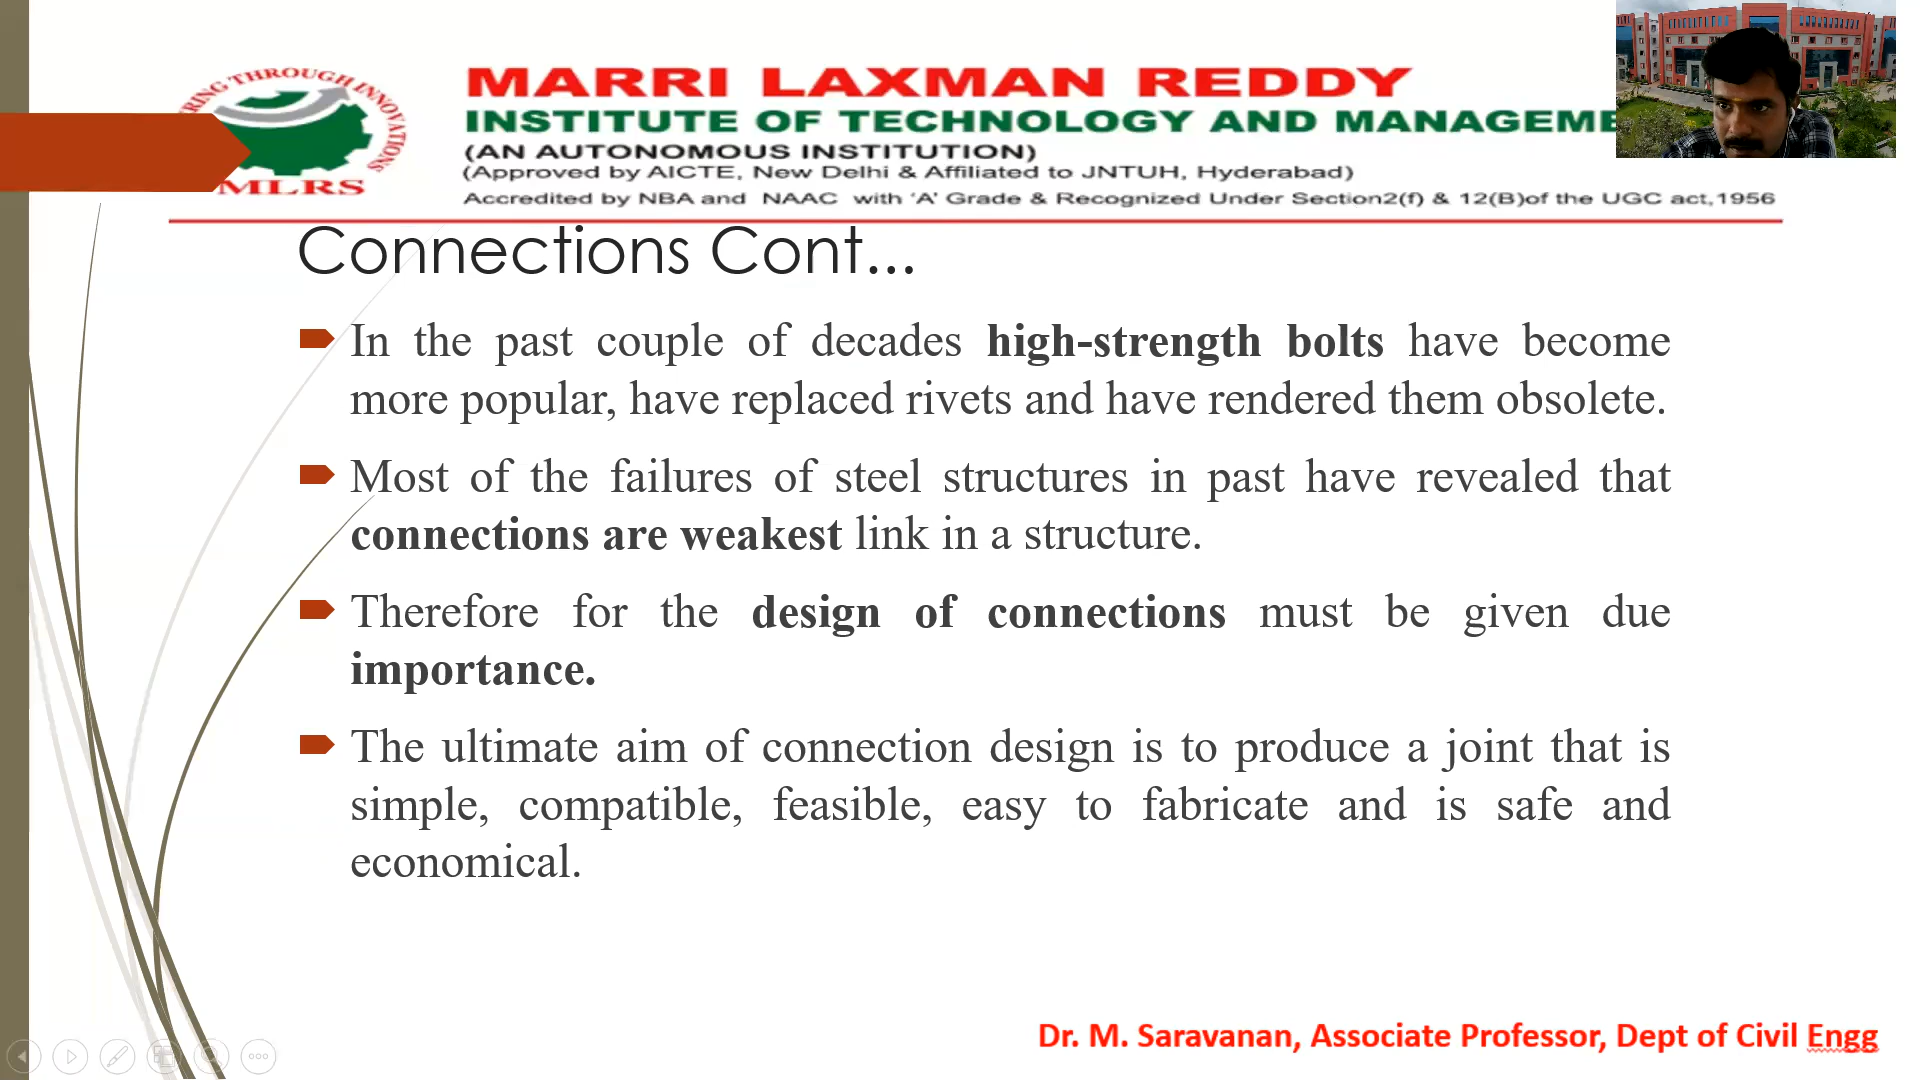 RING THROUGH INNOVATIONS
MLRS
MARRI LAXMAN REDDY
INSTITUTE OF TECHNOLOGY AND MANAGEME
(AN AUTONOMOUS INSTITUTION)
(Approved by AICTE, New Delhi & Affiliated to JNTUH, Hyderabad)
Accredited by NBA and NAAC with ‘A’ Grade & Recognized Under Section2(f) & 12(B)of the UGC act,1956
Connections Cont...
In the past couple of decades high-strength bolts have become
more popular, have replaced rivets and have rendered them obsolete.
Most of the failures of steel structures in past have revealed that
connections are weakest link in a structure.
Therefore for the design of connections must be given due
importance.
The ultimate aim of connection design is to produce a joint that is
simple, compatible, feasible, easy to fabricate and is safe and
economical.
Dr. M. Saravanan, Associate Professor, Dept of Civil Engg